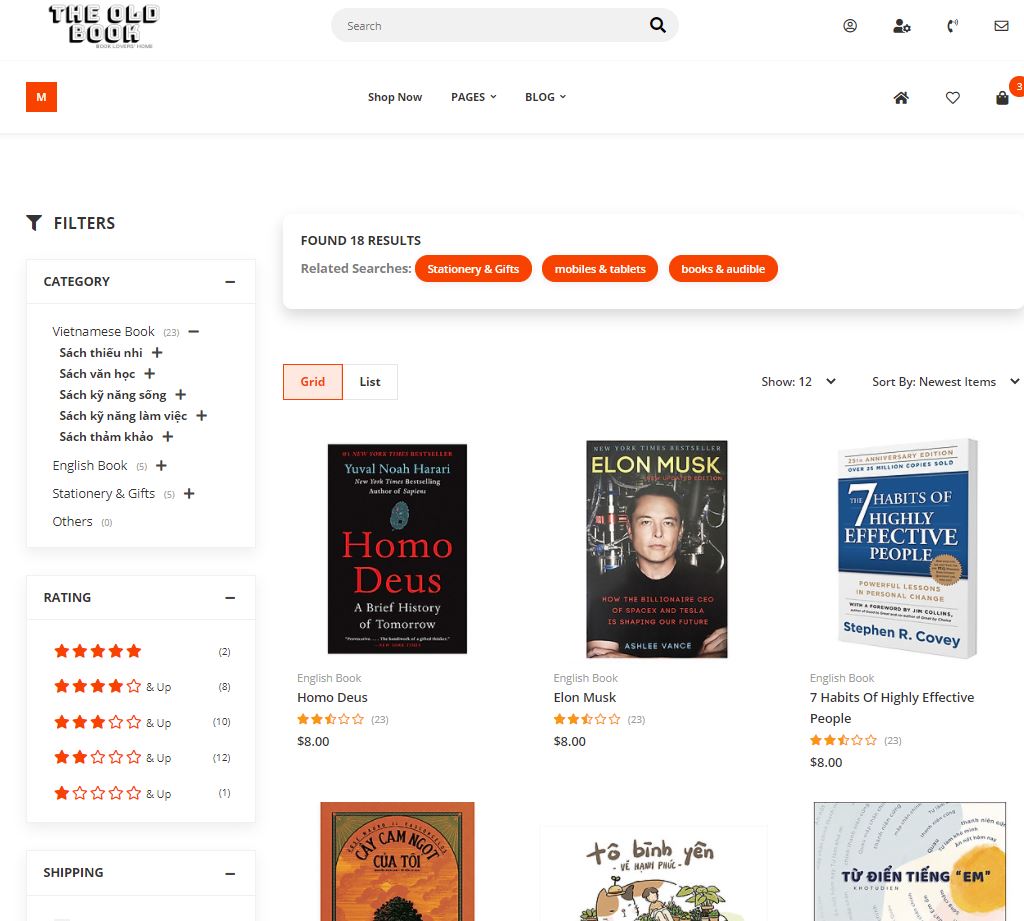 THE OLD
BOOK
BOOK LOVERS' HOME
Search
M
Shop Now PAGES BLOG
3
FILTERS
CATEGORY
Vietnamese Book (23)
Sách thiếu nhi
Sách văn học
Sách kỹ năng sống
Sách kỹ năng làm việc
Sách thảm khảo
English Book (5)
Stationery & Gifts (5)
Others (0)
RATING
(2)
& Up (8)
& Up (10)
& Up (12)
& Up (1)
SHIPPING
FOUND 18 RESULTS
Related Searches: Stationery & Gifts mobiles & tablets books & audible
Grid List
Show: 12 Sort By: Newest Items
#1 NEW YORK TIMES BESTSELLER
Yuval Noah Harari
New York Times Bestselling
Author of Sapiens
Homo
Deus
A Brief History
of Tomorrow
English Book
Homo Deus
(23)
$8.00
NEW YORK TIMES BESTSELLER
ELON MUSK
NEW UPDATED EDITION
HOW THE BILLIONAIRE CEO
OF SPACEX AND TESLA
IS SHAPING OUR FUTURE
ASHLEE VANCE
English Book
Elon Musk
(23)
$8.00
25TH ANNIVERSARY EDITION
OVER 25 MILLION COPIES SOLD
THE 7 HABITS OF
HIGHLY
EFFECTIVE
PEOPLE
POWERFUL LESSONS
IN PERSONAL CHANGE
WITH A FOREWORD BY JIM COLLINS,
Stephen R. Covey
English Book
7 Habits Of Highly Effective
People
(23)
$8.00
CÂY CAM NGỌT
CỦA TÔI
tô bình yên
- VẼ HẠNH PHÚC -
TỪ ĐIỂN TIẾNG "EM"
KHOTUDIEN